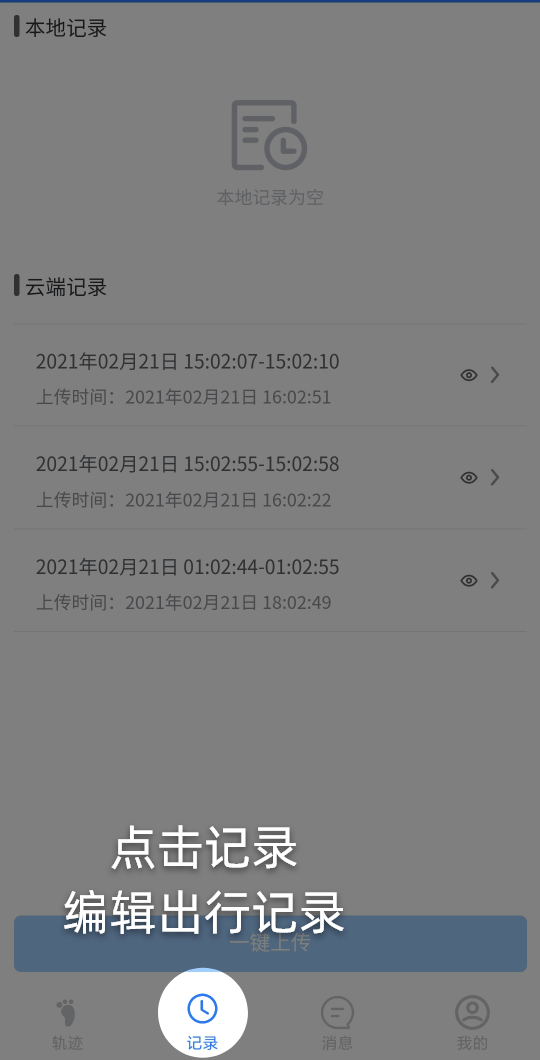 本地记录
本地记录为空
云端记录
2021年02月21日 15:02:07-15:02:10
上传时间：2021年02月21日 16:02:51
2021年02月21日 15:02:55-15:02:58
上传时间：2021年02月21日 16:02:22
2021年02月21日 01:02:44-01:02:55
上传时间：2021年02月21日 18:02:49
点击记录
编辑出行记录
一键上传
轨迹
记录
消息
我的